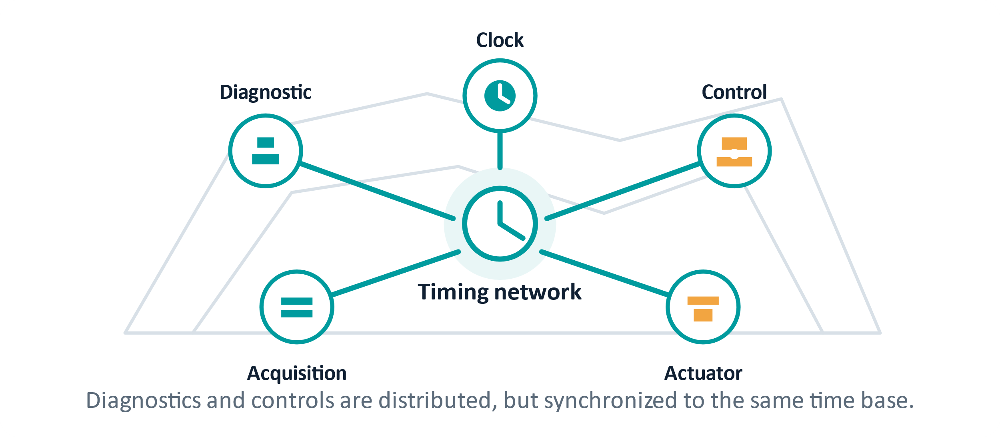 Clock
Diagnostic
Control
Timing network
Acquisition
Actuator
Diagnostics and controls are distributed, but synchronized to the same time base.